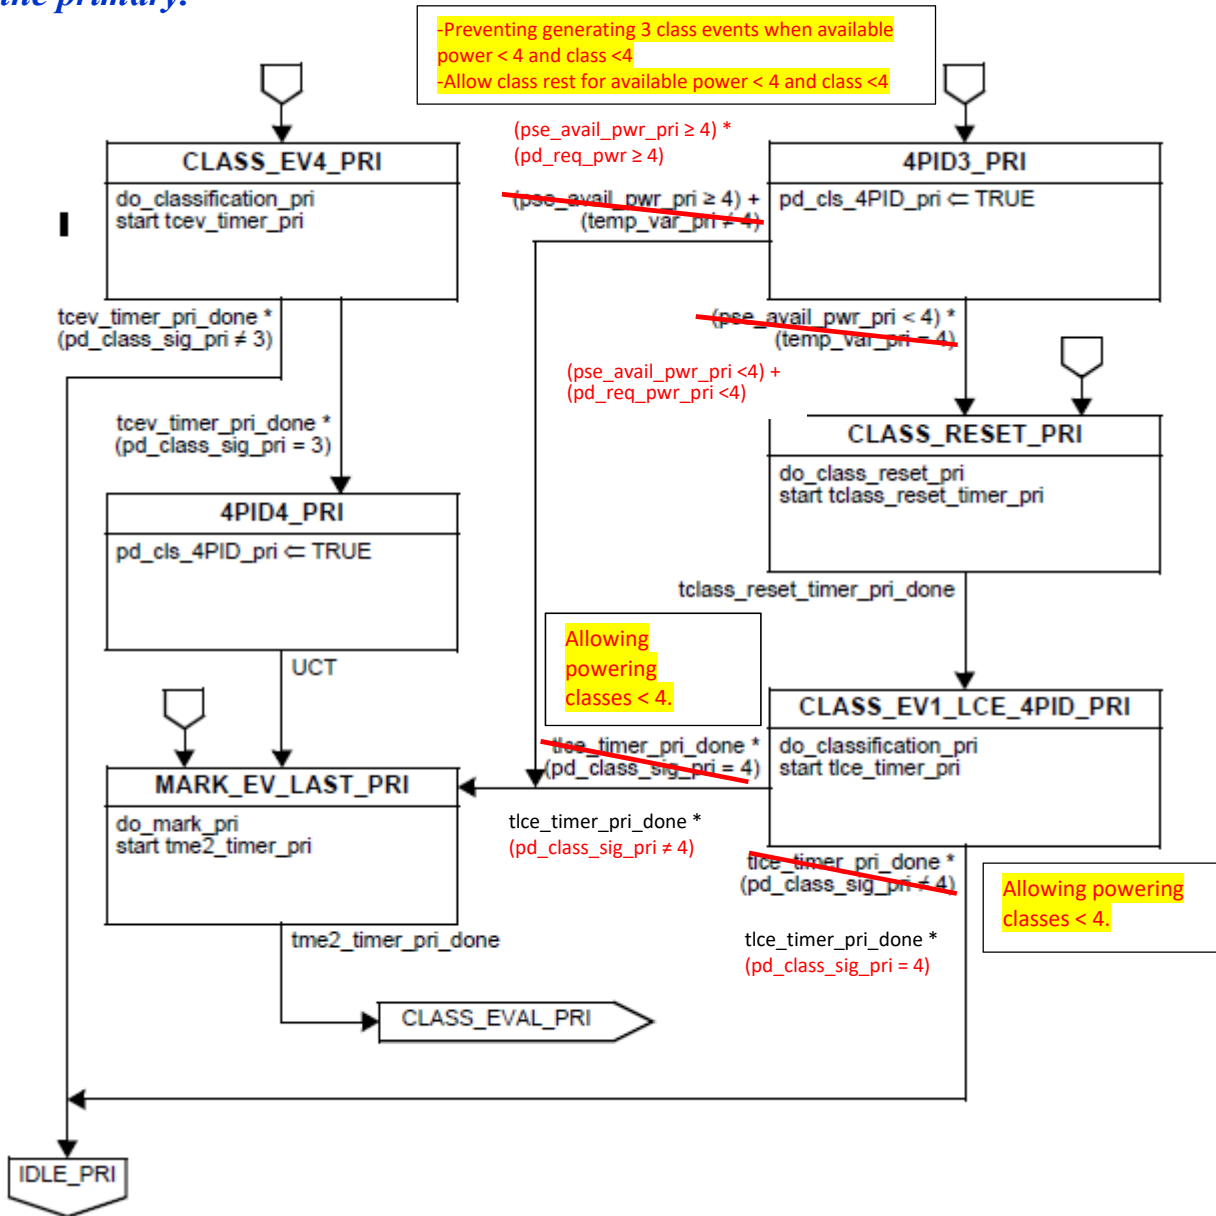 the primary.
-Preventing generating 3 class events when available
power < 4 and class <4
-Allow class rest for available power < 4 and class <4
CLASS_EV4_PRI
do_classification_pri
start tcev_timer_pri
tcev_timer_pri_done *
(pd_class_sig_pri ≠ 3)
tcev_timer_pri_done *
(pd_class_sig_pri = 3)
4PID4_PRI
pd_cls_4PID_pri ⇐ TRUE
UCT
MARK_EV_LAST_PRI
do_mark_pri
start tme2_timer_pri
tme2_timer_pri_done
CLASS_EVAL_PRI
IDLE_PRI
(pse_avail_pwr_pri ≥ 4) *
(pd_req_pwr ≥ 4)
(pse_avail_pwr_pri ≥ 4) +
(temp_var_pri ≠ 4)
4PID3_PRI
pd_cls_4PID_pri ⇐ TRUE
(pse_avail_pwr_pri < 4) *
(temp_var_pri = 4)
(pse_avail_pwr_pri <4) +
(pd_req_pwr_pri <4)
CLASS_RESET_PRI
do_class_reset_pri
start tclass_reset_timer_pri
tclass_reset_timer_pri_done
Allowing
powering
classes < 4.
CLASS_EV1_LCE_4PID_PRI
do_classification_pri
start tlce_timer_pri
tlce_timer_pri_done *
(pd_class_sig_pri = 4)
tlce_timer_pri_done *
(pd_class_sig_pri ≠ 4)
tlce_timer_pri_done *
(pd_class_sig_pri ≠ 4)
Allowing powering
classes < 4.
tlce_timer_pri_done *
(pd_class_sig_pri = 4)